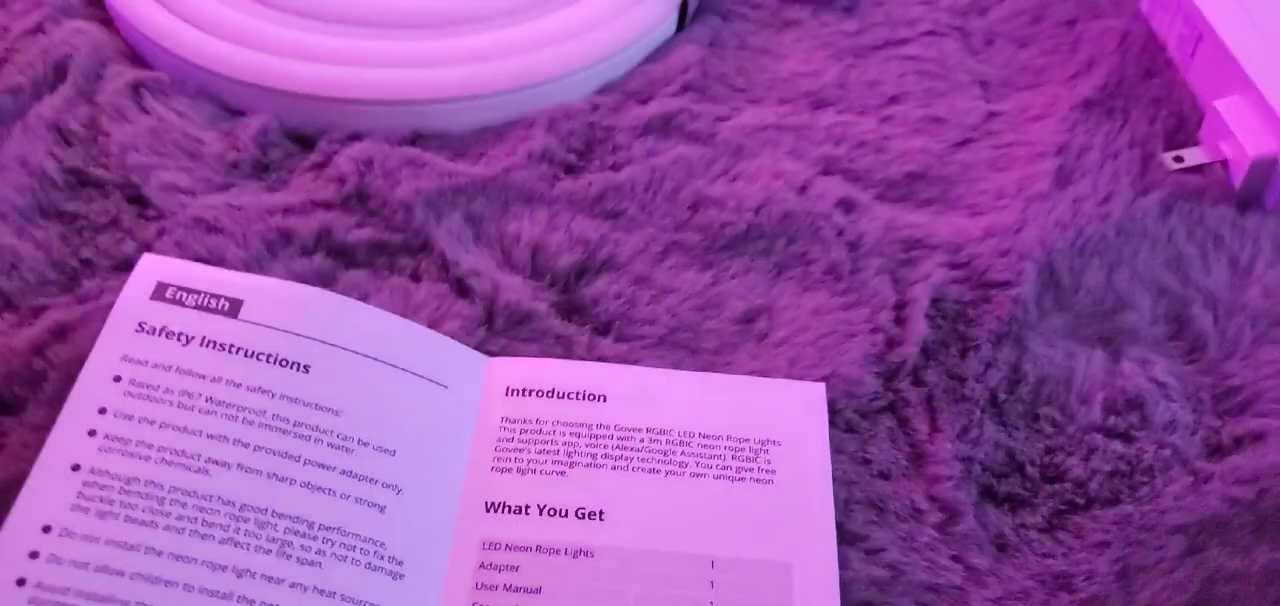 English
Safety Instructions
Read and follow all the safety instructions:
Rated as IP67 Waterproof, this product can be used
outdoors but can not be immersed in water.
Use the product with the provided power adapter only.
Keep the product away from sharp objects or strong
corrosive chemicals.
Although this product has good bending performance,
when bending the neon rope light, please try not to fix the
buckle too close and bend it too large, so as not to damage
the light beads and then affect the life span.
Do not install the neon rope light near any heat sources
Do not allow children to install the
Avoid installing
Introduction
Thanks for choosing the Govee RGBIC LED Neon Rope Lights
This product is equipped with a 3m RGBIC neon rope light
and supports app, voice (Alexa/Google Assistant). RGBIC is
Govee's latest lighting display technology. You can give free
rein to your imagination and create your own unique neon
rope light curve.
What You Get
LED Neon Rope Lights 1
Adapter 1
User Manual 1